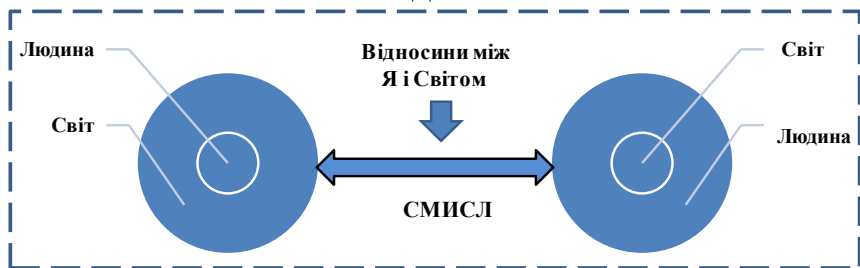 Людина
Світ
Відносини між
Я і Світом
СМИСЛ
Світ
Людина